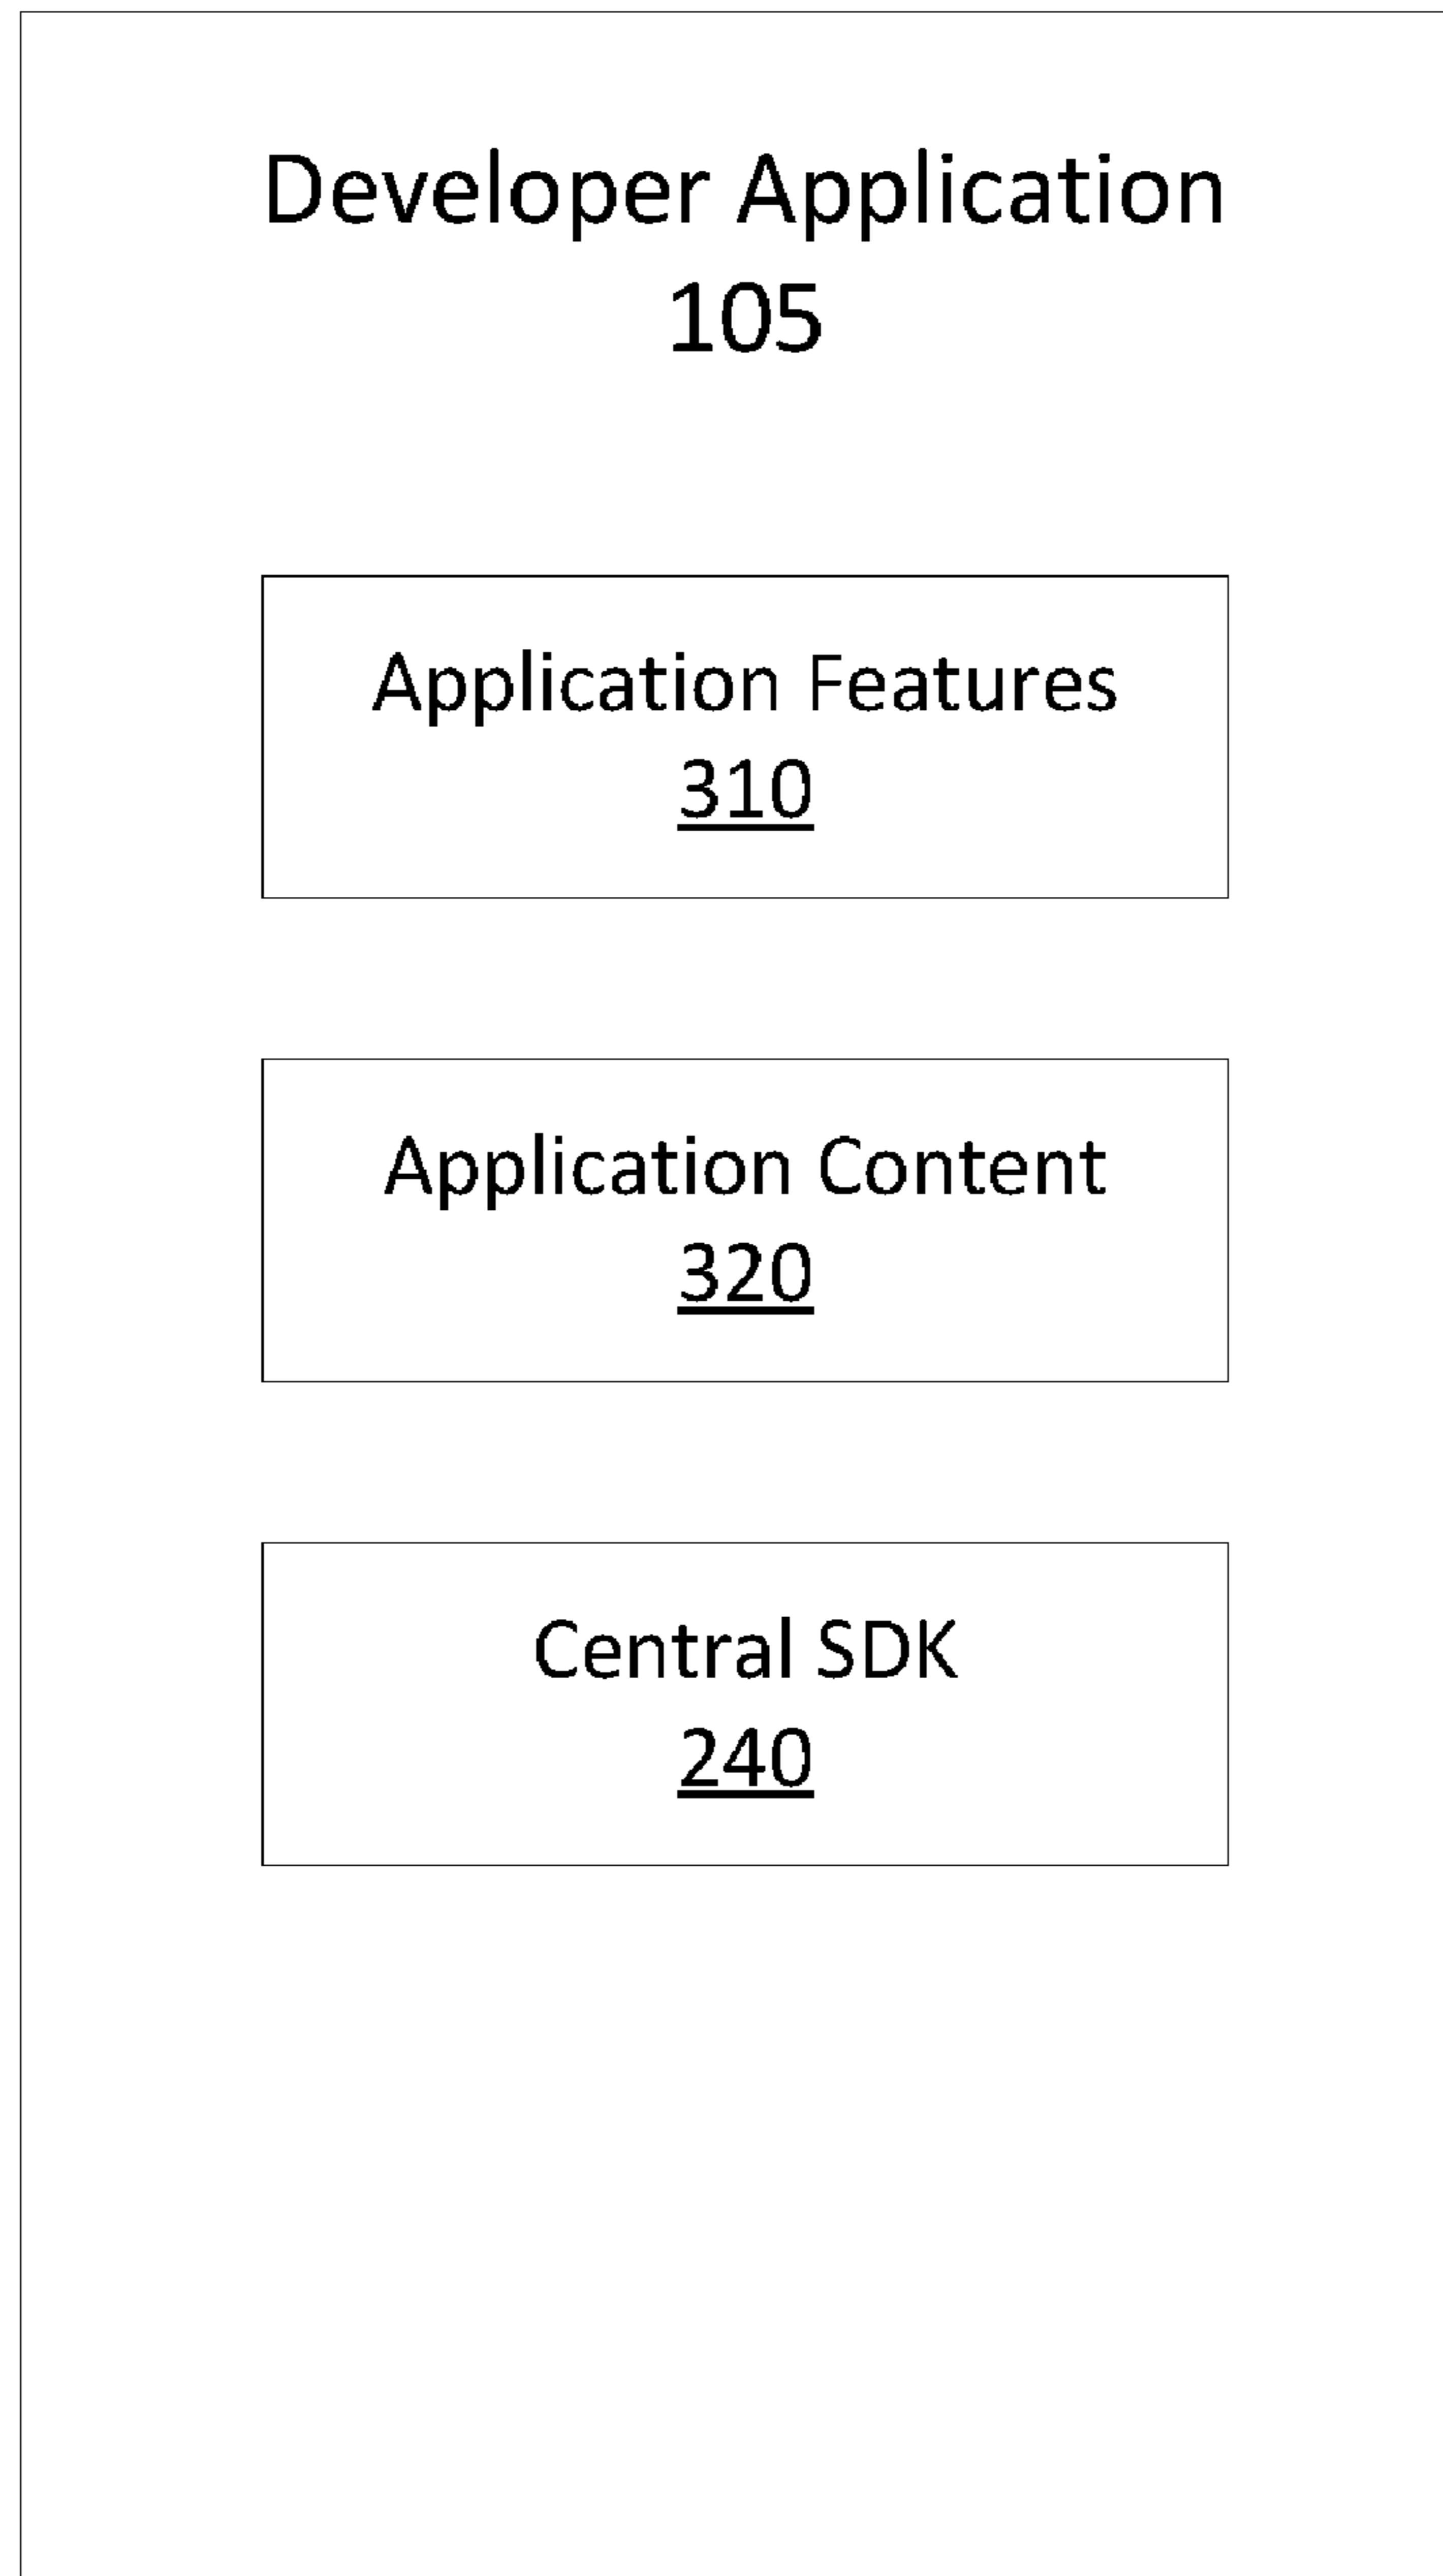 Developer Application
105
Application Features
310
Application Content
320
Central SDK
240